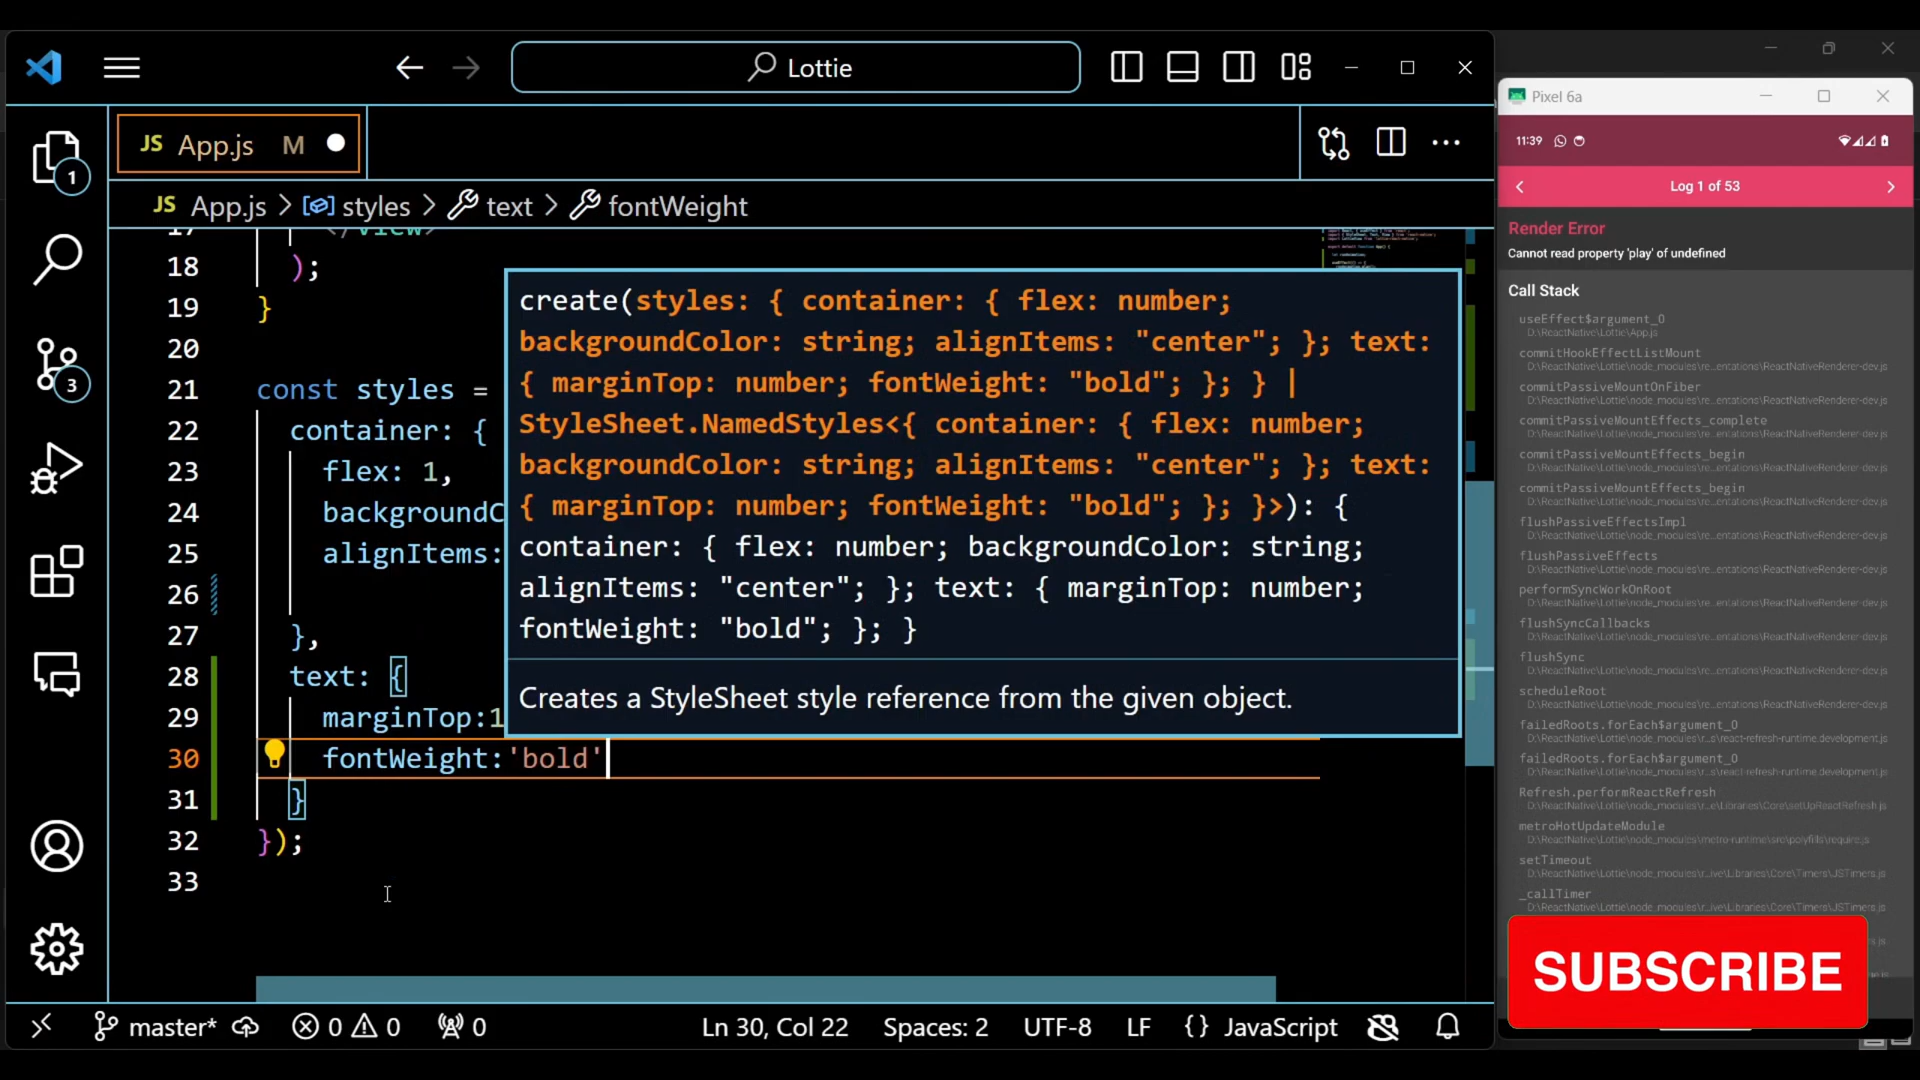 Lottie
JS App.js M
JS App.js > styles > text > fontWeight
1
3
18 );
19 }
20
21 const styles =
22 container: {
23 flex: 1,
24 backgroundC
25 alignItems:
26
27 },
28 text: {
29 marginTop:1
30 fontWeight:'bold'
31 }
32 });
33
create(styles: { container: { flex: number;
backgroundColor: string; alignItems: "center"; }; text:
{ marginTop: number; fontWeight: "bold"; }; } |
StyleSheet.NamedStyles<{ container: { flex: number;
backgroundColor: string; alignItems: "center"; }; text:
{ marginTop: number; fontWeight: "bold"; }; }>): {
container: { flex: number; backgroundColor: string;
alignItems: "center"; }; text: { marginTop: number;
fontWeight: "bold"; }; }
Creates a StyleSheet style reference from the given object.
master* 0 0 0 Ln 30, Col 22 Spaces: 2 UTF-8 LF {} JavaScript
Pixel 6a
11:39
Log 1 of 53
Render Error
Cannot read property 'play' of undefined
Call Stack
useEffect$argument_0
D:\ReactNative\Lottie\App.js
commitHookEffectListMount
D:\ReactNative\Lottie\node_modules\re...entations\ReactNativeRenderer-dev.js
commitPassiveMountOnFiber
D:\ReactNative\Lottie\node_modules\re...entations\ReactNativeRenderer-dev.js
commitPassiveMountEffects_complete
D:\ReactNative\Lottie\node_modules\re...entations\ReactNativeRenderer-dev.js
commitPassiveMountEffects_begin
D:\ReactNative\Lottie\node_modules\re...entations\ReactNativeRenderer-dev.js
commitPassiveMountEffects_begin
D:\ReactNative\Lottie\node_modules\re...entations\ReactNativeRenderer-dev.js
flushPassiveEffectsImpl
D:\ReactNative\Lottie\node_modules\re...entations\ReactNativeRenderer-dev.js
flushPassiveEffects
D:\ReactNative\Lottie\node_modules\re...entations\ReactNativeRenderer-dev.js
performSyncWorkOnRoot
D:\ReactNative\Lottie\node_modules\re...entations\ReactNativeRenderer-dev.js
flushSyncCallbacks
D:\ReactNative\Lottie\node_modules\re...entations\ReactNativeRenderer-dev.js
flushSync
D:\ReactNative\Lottie\node_modules\re...entations\ReactNativeRenderer-dev.js
scheduleRoot
D:\ReactNative\Lottie\node_modules\re...entations\ReactNativeRenderer-dev.js
failedRoots.forEach$argument_0
D:\ReactNative\Lottie\node_modules\r...s\react-refresh-runtime.development.js
failedRoots.forEach$argument_0
D:\ReactNative\Lottie\node_modules\r...s\react-refresh-runtime.development.js
Refresh.performReactRefresh
D:\ReactNative\Lottie\node_modules\r...e\Libraries\Core\setUpReactRefresh.js
metroHotUpdateModule
D:\ReactNative\Lottie\node_modules\metro-runtime\src\polyfills\require.js
setTimeout
D:\ReactNative\Lottie\node_modules\r...ive\Libraries\Core\Timers\JSTimers.js
_callTimer
D:\ReactNative\Lottie\node_modules\r...ive\Libraries\Core\Timers\JSTimers.js
SUBSCRIBE